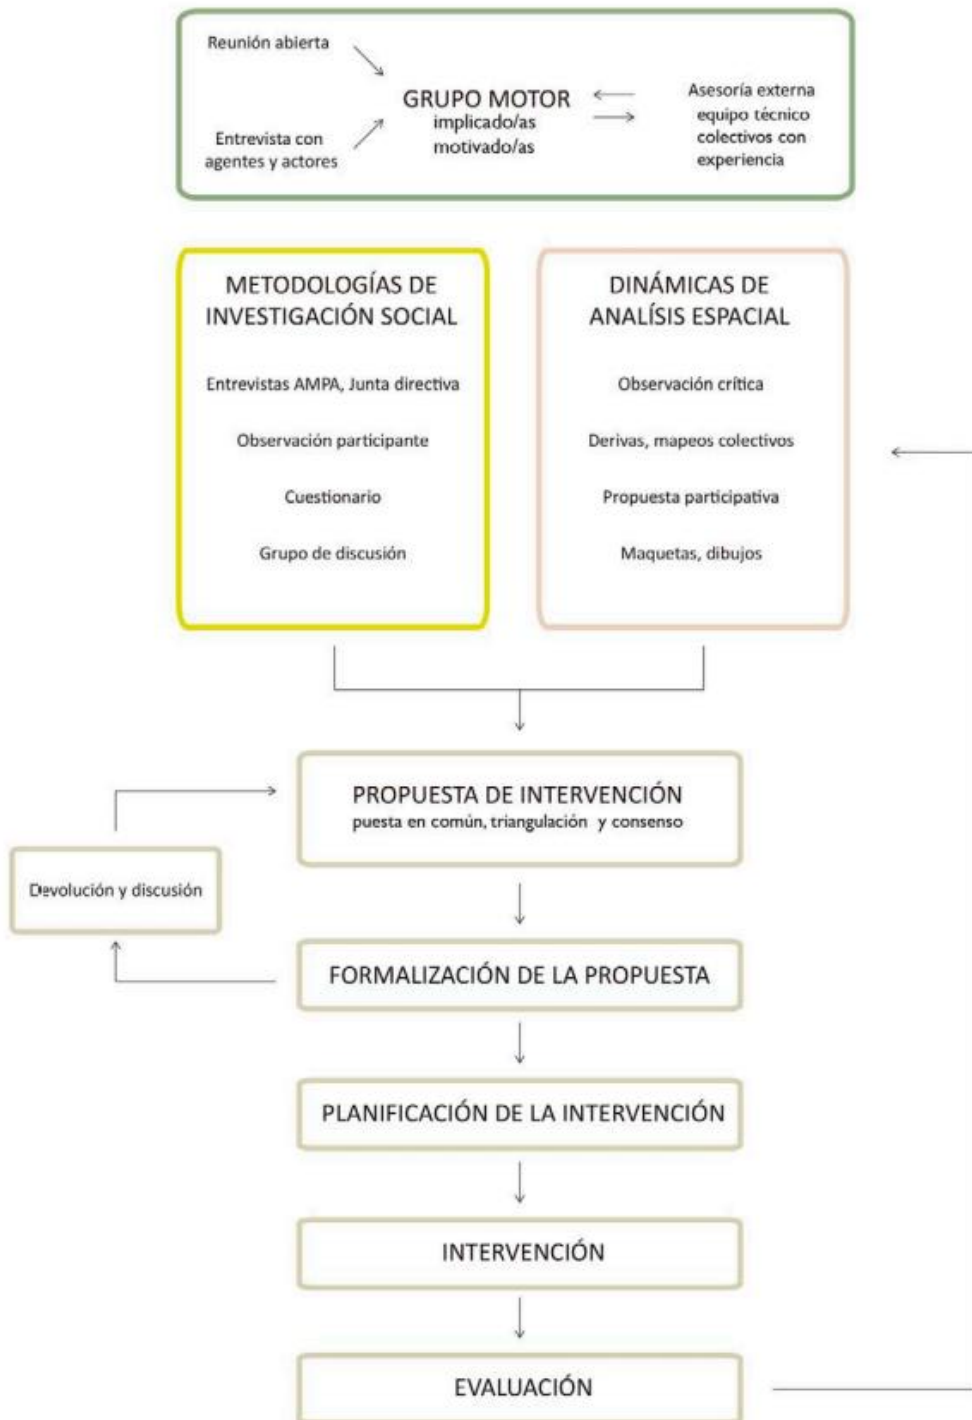 Reunión abierta
GRUPO MOTOR
implicado/as
motivado/as
Entrevista con
agentes y actores
Asesoría externa
equipo técnico
colectivos con
experiencia
METODOLOGÍAS DE
INVESTIGACIÓN SOCIAL
Entrevistas AMPA, Junta directiva
Observación participante
Cuestionario
Grupo de discusión
DINÁMICAS DE
ANALÍSIS ESPACIAL
Observación crítica
Derivas, mapeos colectivos
Propuesta participativa
Maquetas, dibujos
PROPUESTA DE INTERVENCIÓN
puesta en común, triangulación y consenso
Devolución y discusión
FORMALIZACIÓN DE LA PROPUESTA
PLANIFICACIÓN DE LA INTERVENCIÓN
INTERVENCIÓN
EVALUACIÓN